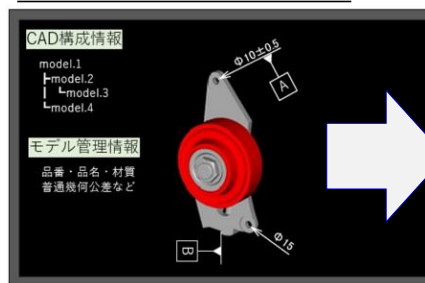 CAD構成情報
model.1
┣model.2
┃ ┗model.3
┗model.4
モデル管理情報
品番・品名・材質
普通幾何公差など
Φ10±0.5
A
B
Φ15